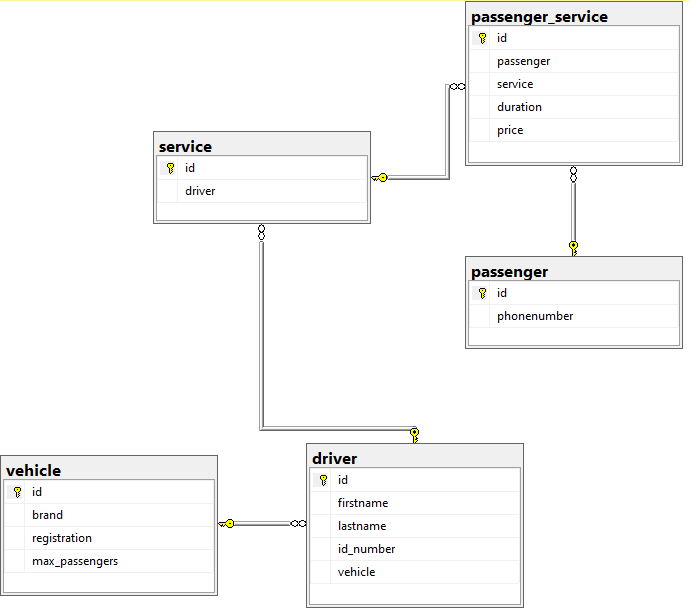 passenger_service
id
passenger
service
duration
price
service
id
driver
passenger
id
phonenumber
driver
id
firstname
lastname
id_number
vehicle
vehicle
id
brand
registration
max_passengers